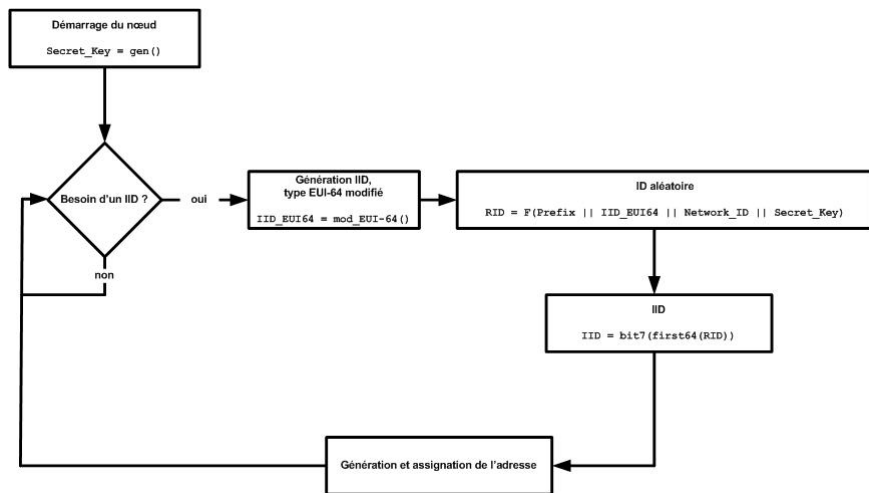 Démarrage du nœud
Secret_Key = gen()
Besoin d'un IID ?
oui
non
Génération IID,
type EUI-64 modifié
IID_EUI64 = mod_EUI-64()
ID aléatoire
RID = F(Prefix || IID_EUI64 || Network_ID || Secret_Key)
IID
IID = bit7(first64(RID))
Génération et assignation de l'adresse